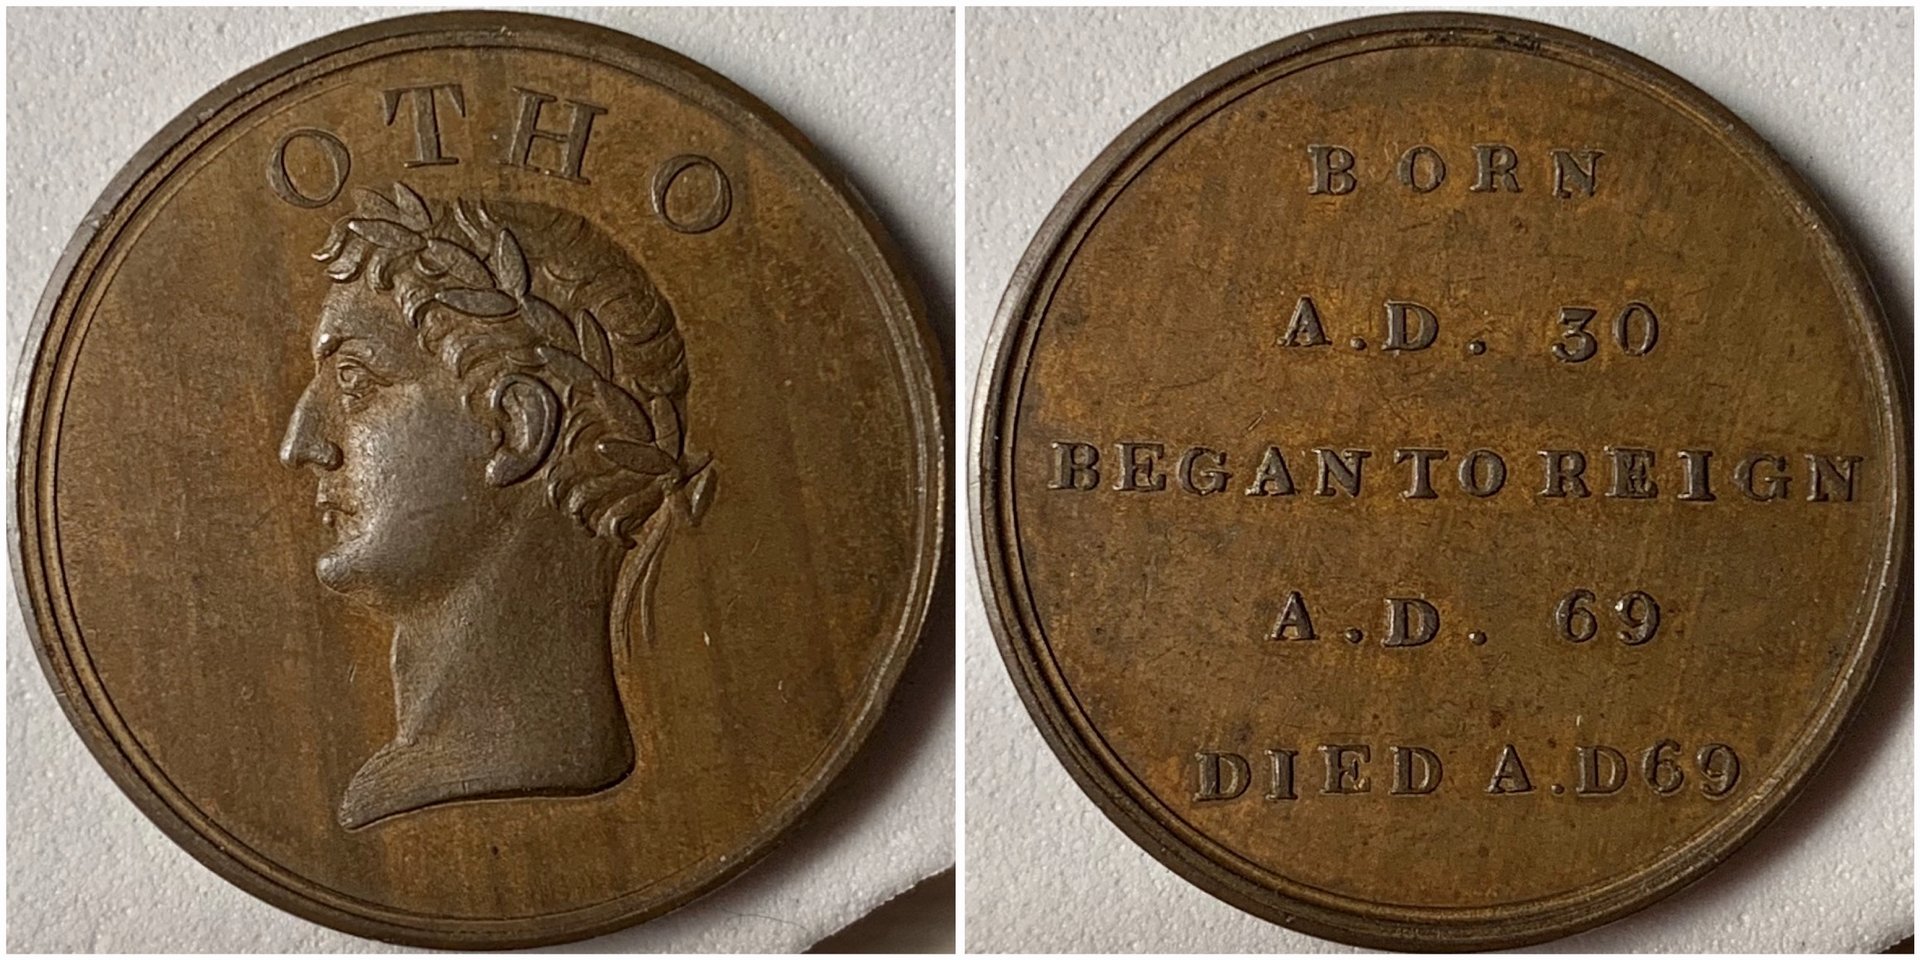 OTHO
BORN
A.D. 30
BEGAN TO REIGN
A.D. 69
DIED A.D69